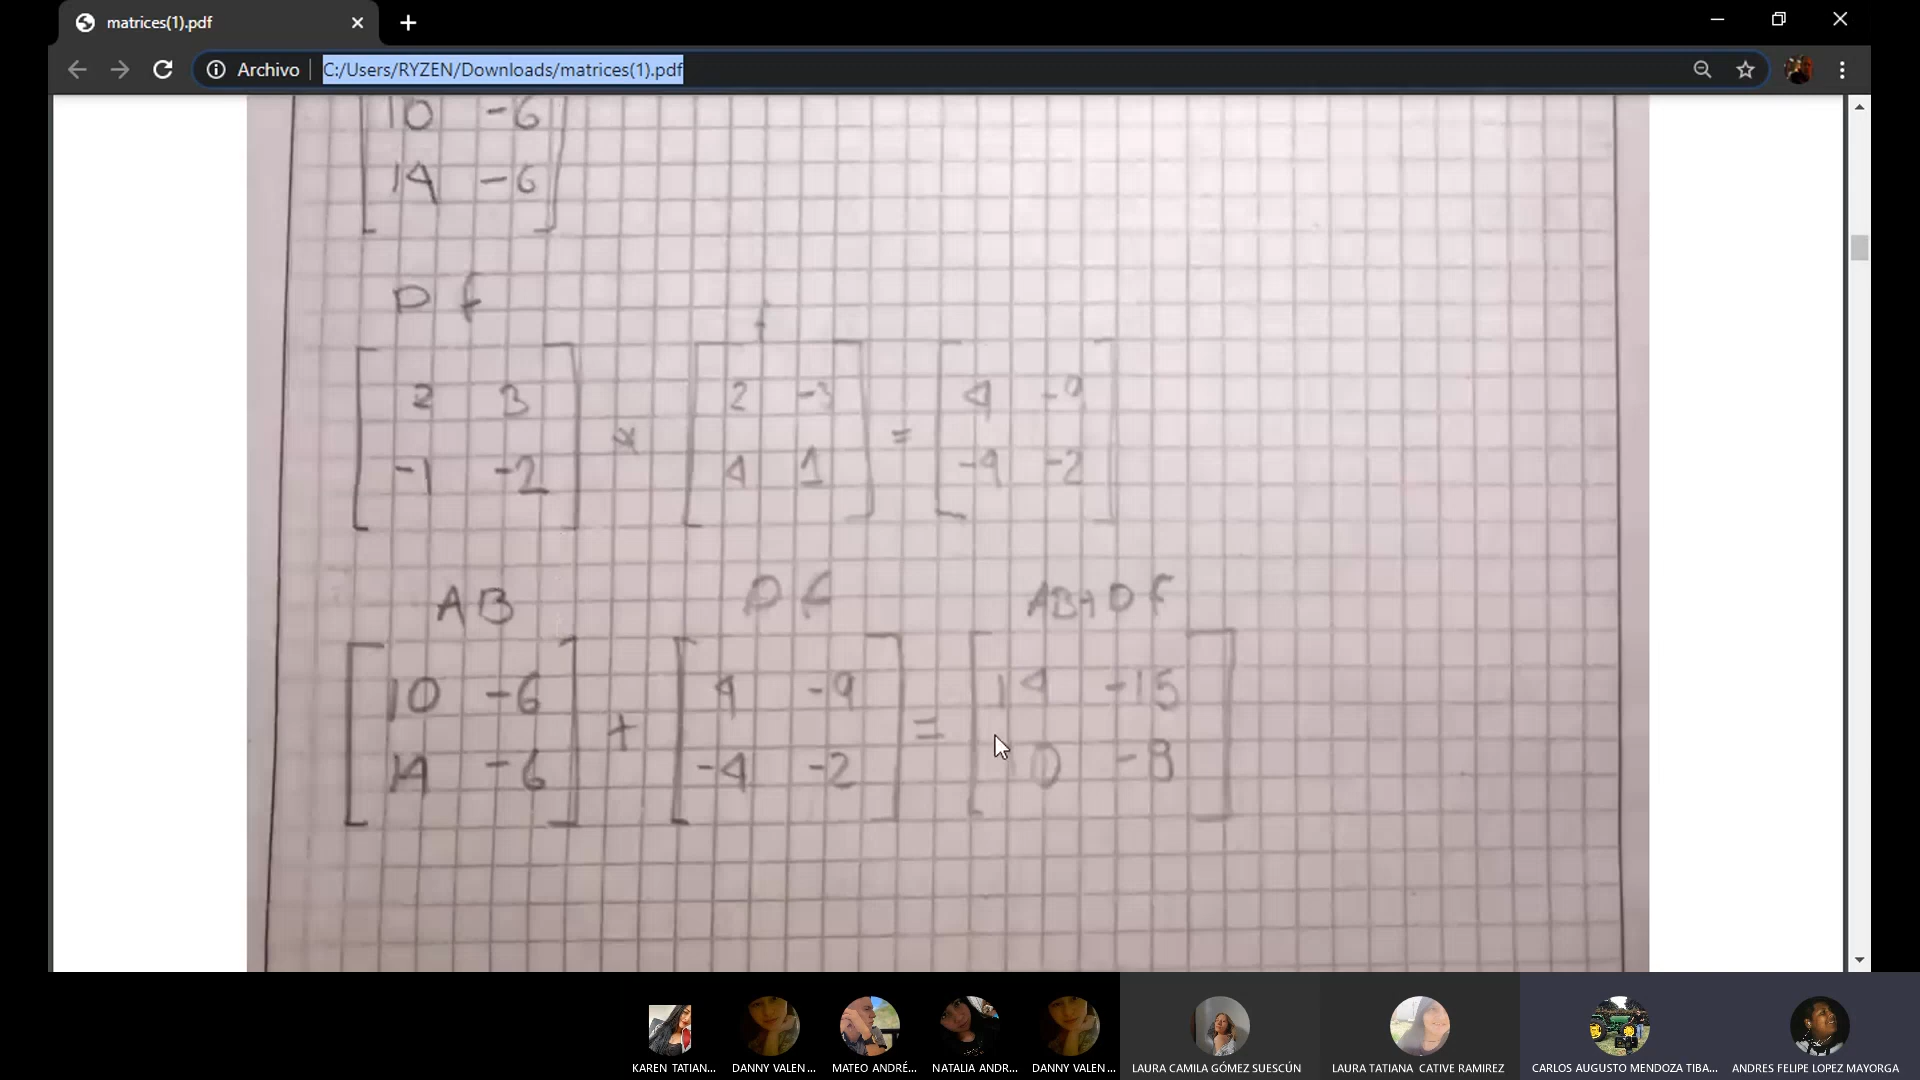 matrices(1).pdf
Archivo C:/Users/RYZEN/Downloads/matrices(1).pdf
10 -6
14 -6
D f
f
2 3 2 -3 4 -9
* =
-1 -2 4 1 -4 -2
AB D f AB+D f
10 -6 4 -9 14 -15
+ =
14 -6 -4 -2 10 -8
KAREN TATIAN...
DANNY VALEN...
MATEO ANDRÉ...
NATALIA ANDR...
DANNY VALEN...
LAURA CAMILA GÓMEZ SUESCÚN
LAURA TATIANA CATIVE RAMIREZ
CARLOS AUGUSTO MENDOZA TIBA...
ANDRES FELIPE LOPEZ MAYORGA